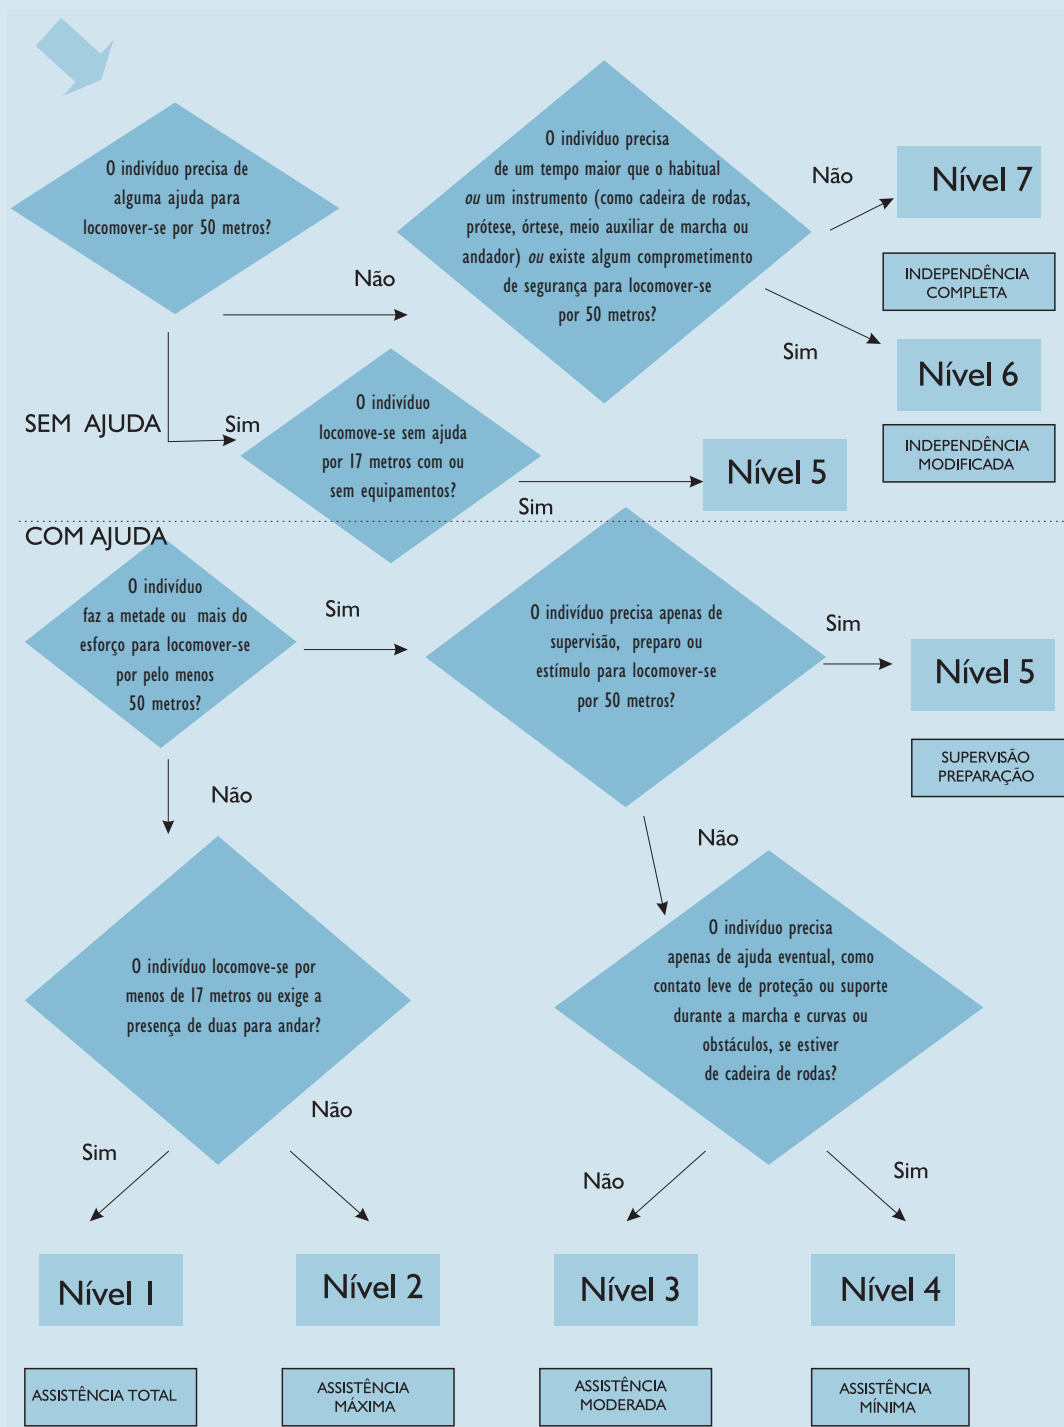 O indivíduo precisa de
alguma ajuda para
locomover-se por 50 metros?
O indivíduo precisa
de um tempo maior que o habitual
ou um instrumento (como cadeira de rodas,
prótese, órtese, meio auxiliar de marcha ou
andador) ou existe algum comprometimento
de segurança para locomover-se
por 50 metros?
Não
Nível 7
INDEPENDÊNCIA
COMPLETA
Não
Sim
Nível 6
INDEPENDÊNCIA
MODIFICADA
SEM AJUDA
Sim
O indivíduo
locomove-se sem ajuda
por 17 metros com ou
sem equipamentos?
Sim
Nível 5
COM AJUDA
O indivíduo
faz a metade ou mais do
esforço para locomover-se
por pelo menos
50 metros?
Sim
O indivíduo precisa apenas de
supervisão, preparo ou
estímulo para locomover-se
por 50 metros?
Sim
Nível 5
SUPERVISÃO
PREPARAÇÃO
Não
Não
O indivíduo locomove-se por
menos de 17 metros ou exige a
presença de duas para andar?
O indivíduo precisa
apenas de ajuda eventual, como
contato leve de proteção ou suporte
durante a marcha e curvas ou
obstáculos, se estiver
de cadeira de rodas?
Sim
Não
Não
Sim
Nível 1
Nível 2
Nível 3
Nível 4
ASSISTÊNCIA TOTAL
ASSISTÊNCIA
MÁXIMA
ASSISTÊNCIA
MODERADA
ASSISTÊNCIA
MÍNIMA